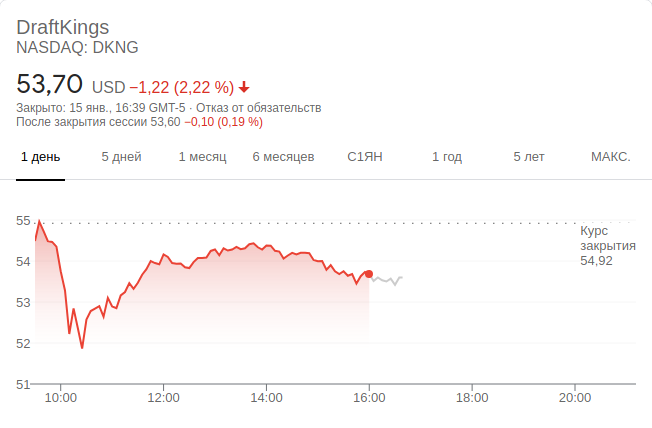 DraftKings
NASDAQ: DKNG
53,70 USD −1,22 (2,22 %)
Закрыто: 15 янв., 16:39 GMT-5 · Отказ от обязательств
После закрытия сессии 53,60 −0,10 (0,19 %)
1 день 5 дней 1 месяц 6 месяцев С1ЯН 1 год 5 лет МАКС.
55
Курс
закрытия
54,92
54
53
52
51
10:00 12:00 14:00 16:00 18:00 20:00